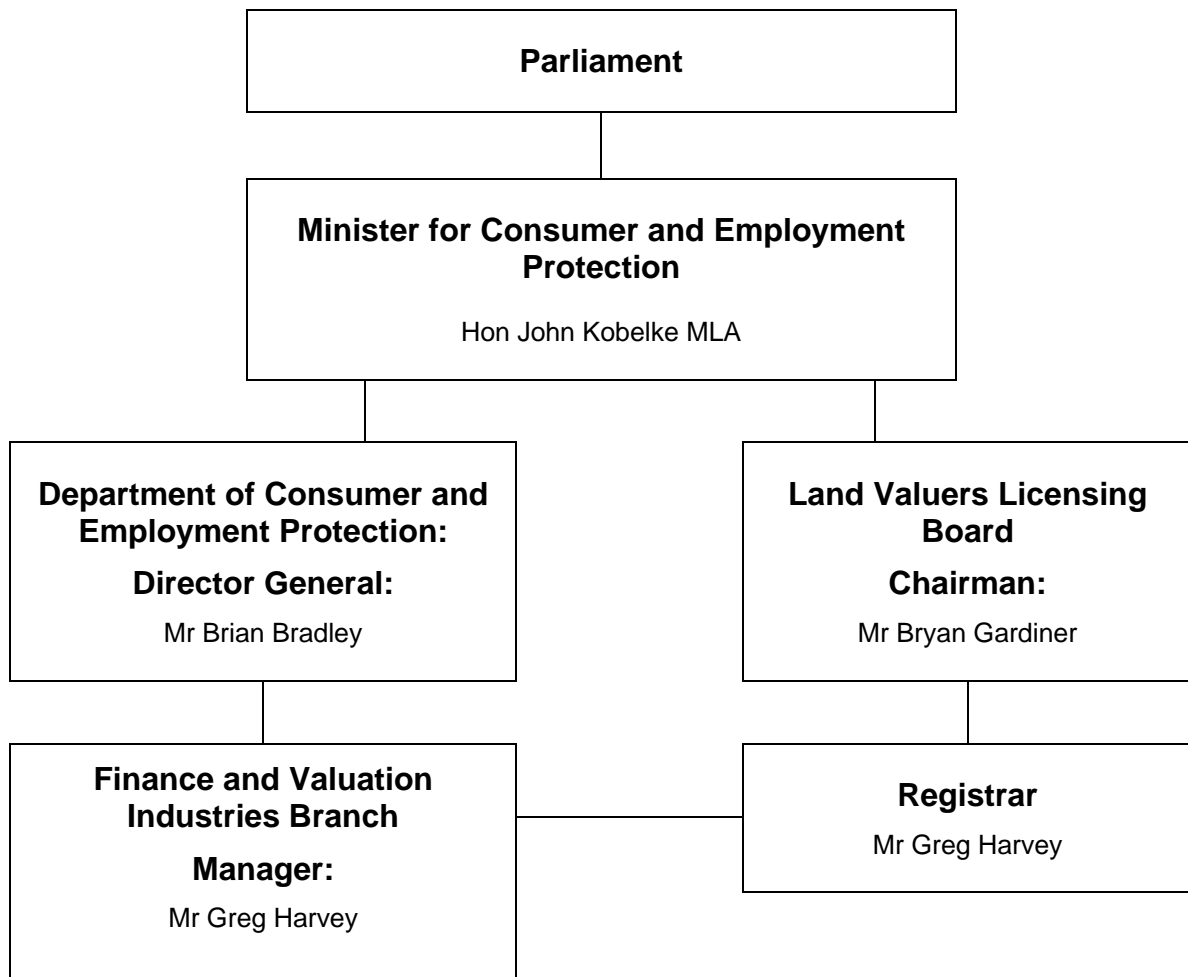 Parliament
Minister for Consumer and Employment
Protection
Hon John Kobelke MLA
Department of Consumer and
Employment Protection:
Director General:
Mr Brian Bradley
Land Valuers Licensing
Board
Chairman:
Mr Bryan Gardiner
Finance and Valuation
Industries Branch
Manager:
Mr Greg Harvey
Registrar
Mr Greg Harvey